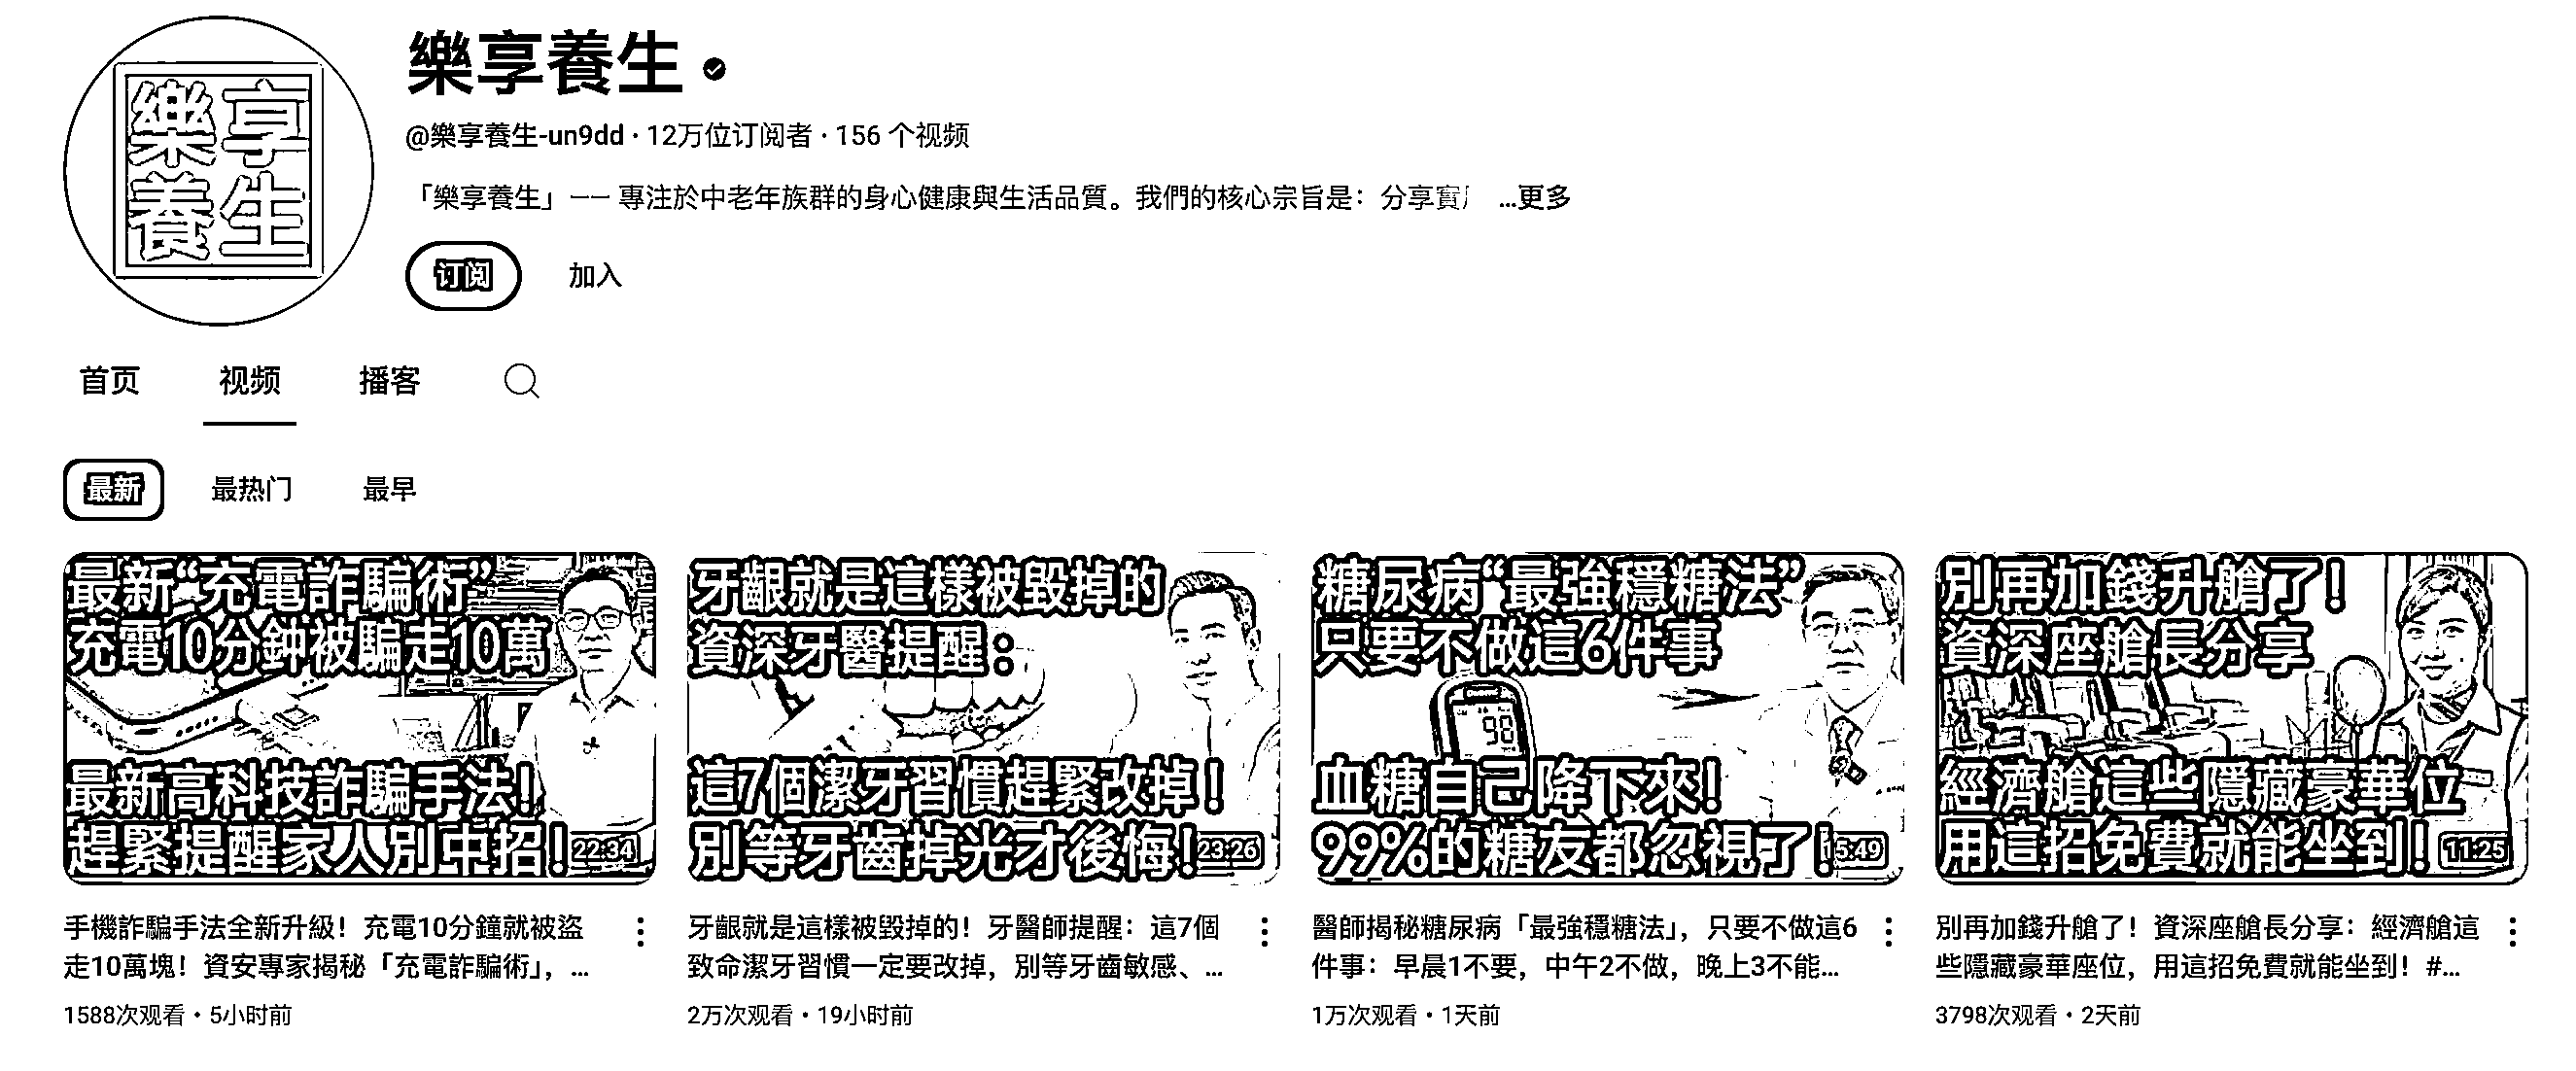 樂享
養生
樂享養生
@樂享養生-un9dd · 12万位订阅者 · 156 个视频
「樂享養生」—— 專注於中老年族群的身心健康與生活品質。我們的核心宗旨是：分享實 ...更多
订阅 加入
首页 视频 播客
最新 最热门 最早
最新“充電詐騙術”
充電10分鐘被騙走10萬
最新高科技詐騙手法！
趕緊提醒家人別中招！
22:34
手機詐騙手法全新升級！充電10分鐘就被盜
走10萬塊！資安專家揭秘「充電詐騙術」，...
1588次观看・5小时前
牙齦就是這樣被毀掉的
資深牙醫提醒：
這7個潔牙習慣趕緊改掉！
別等牙齒掉光才後悔！
23:26
牙齦就是這樣被毀掉的！牙醫師提醒：這7個
致命潔牙習慣一定要改掉，別等牙齒敏感、...
2万次观看・19小时前
糖尿病“最強穩糖法”
只要不做這6件事
98
血糖自己降下來！
99%的糖友都忽視了！
15:49
醫師揭秘糖尿病「最強穩糖法」，只要不做這6
件事：早晨1不要，中午2不做，晚上3不能...
1万次观看・1天前
別再加錢升艙了！
資深座艙長分享
經濟艙這些隱藏豪華位
用這招免費就能坐到！
11:25
別再加錢升艙了！資深座艙長分享：經濟艙這
些隱藏豪華座位，用這招免費就能坐到！#...
3798次观看・2天前